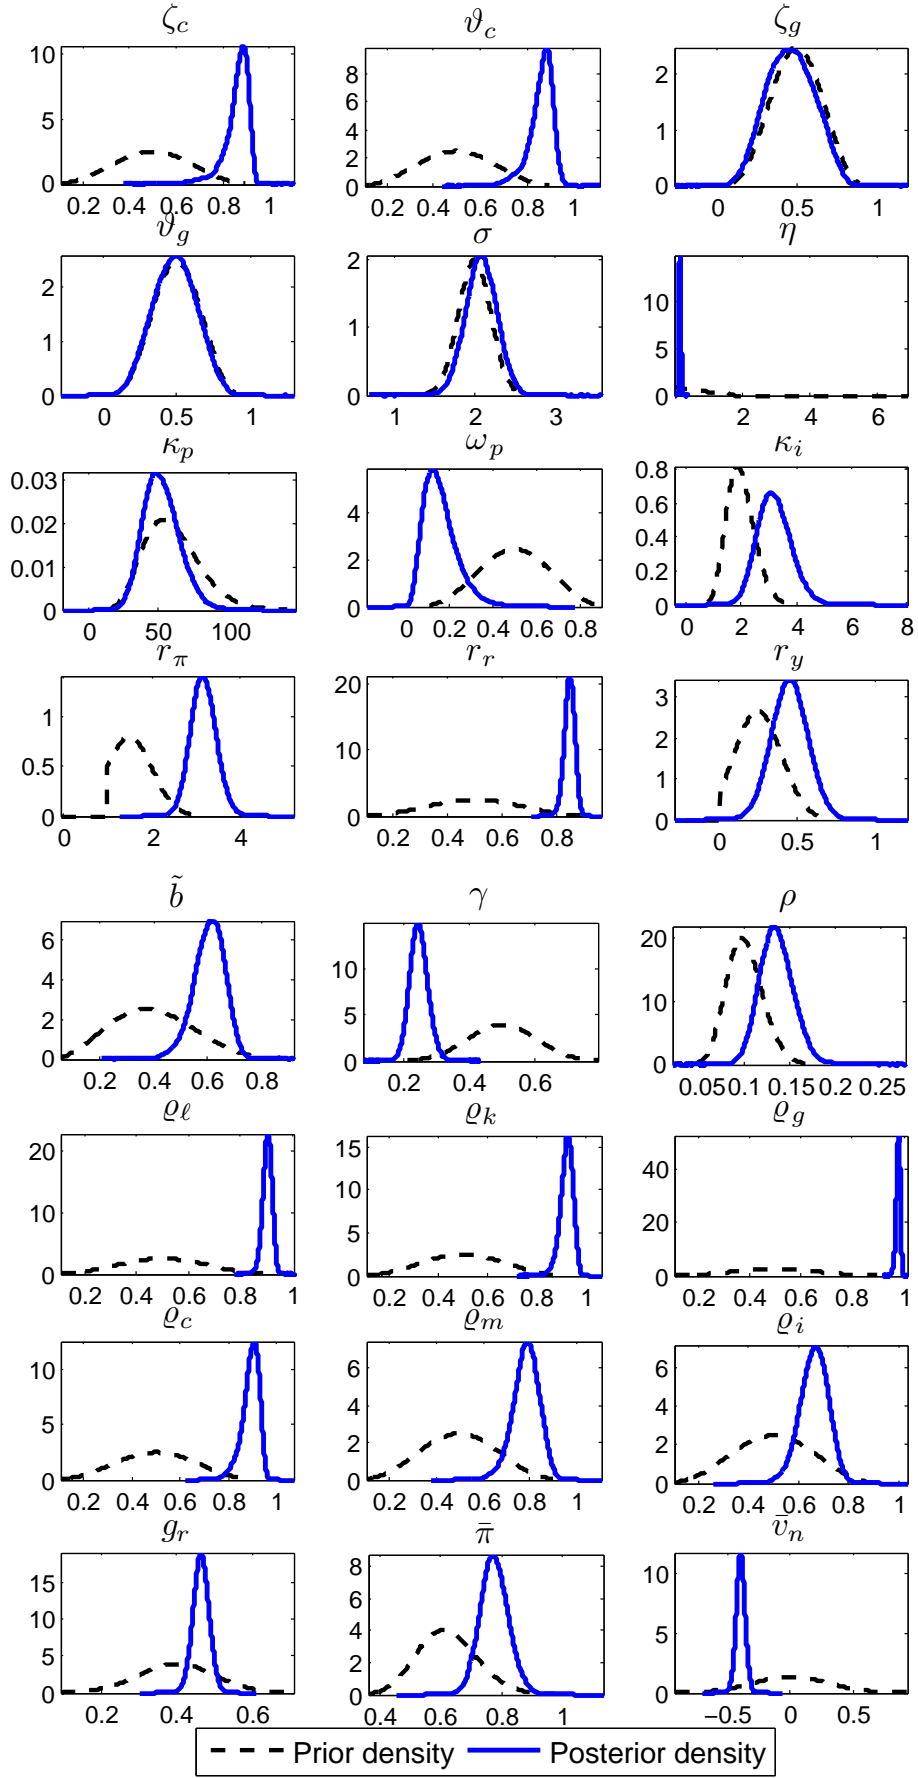 ζ_c ϑ_c ζ_g
10 5 0 0.2 0.4 0.6 0.8 1
8 6 4 2 0 0.2 0.4 0.6 0.8 1
2 1 0 0 0.5 1
ϑ_g σ η
2 1 0 0 0.5 1
2 1 0 1 2 3
10 5 0 2 4 6
κ_p ω_p κ_i
0.03 0.02 0.01 0 0 50 100
4 2 0 0 0.2 0.4 0.6 0.8
0.8 0.6 0.4 0.2 0 0 2 4 6 8
r_π r_r r_y
1 0.5 0 0 2 4
20 10 0 0.2 0.4 0.6 0.8
3 2 1 0 0 0.5 1
b̃ γ ρ
6 4 2 0 0.2 0.4 0.6 0.8
10 5 0 0.2 0.4 0.6
20 10 0 0.05 0.1 0.15 0.2 0.25
ϱ_ℓ ϱ_k ϱ_g
20 10 0 0.2 0.4 0.6 0.8 1
15 10 5 0 0.2 0.4 0.6 0.8 1
40 20 0 0.2 0.4 0.6 0.8 1
ϱ_c ϱ_m ϱ_i
10 5 0 0.2 0.4 0.6 0.8 1
6 4 2 0 0.2 0.4 0.6 0.8 1
6 4 2 0 0.2 0.4 0.6 0.8 1
g_r π̄ v̄_n
15 10 5 0 0.2 0.4 0.6
8 6 4 2 0 0.4 0.6 0.8 1
10 5 0 −0.5 0 0.5
Prior density Posterior density